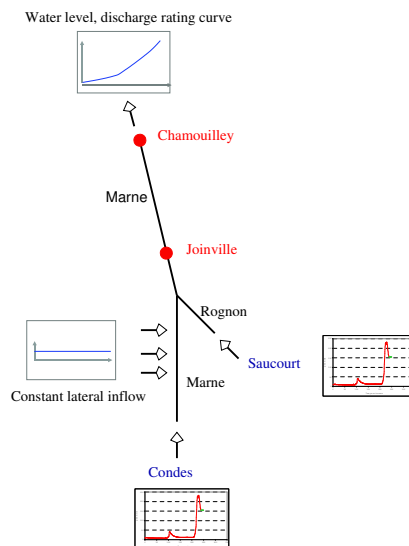 Water level, discharge rating curve
Chamouilley
Marne
Joinville
Rognon
Saucourt
Marne
Constant lateral inflow
Condes